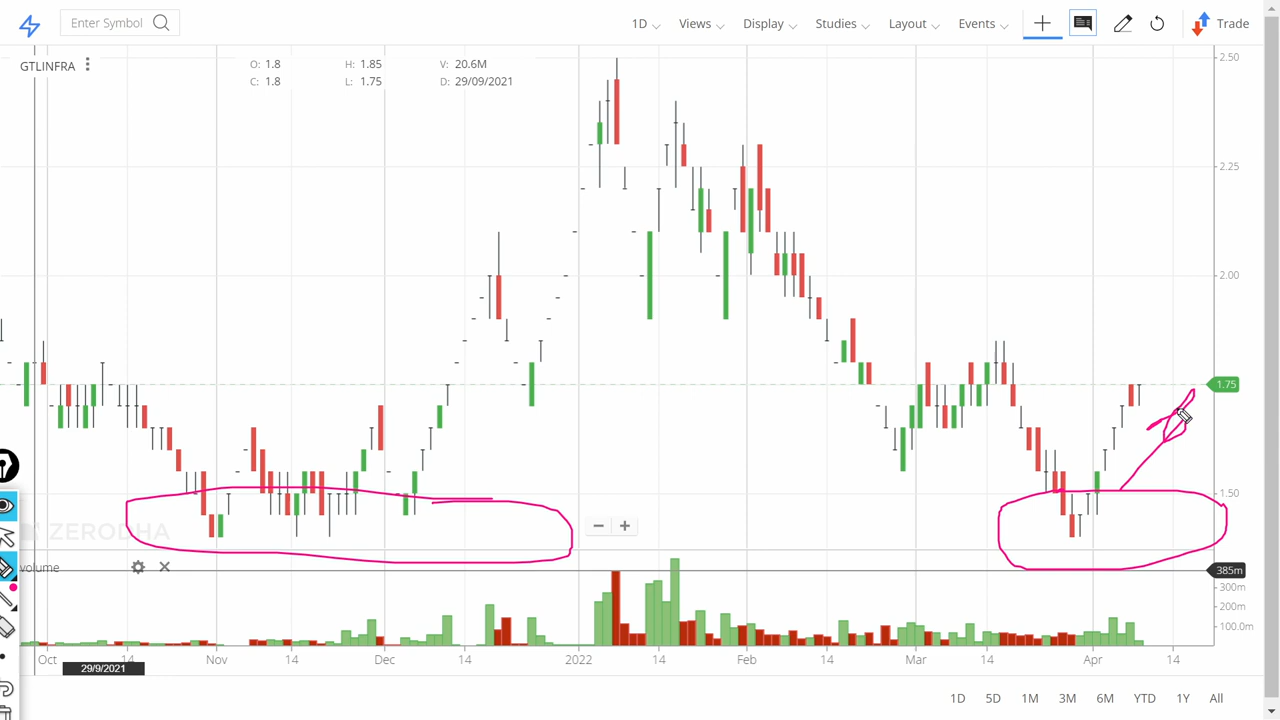 Enter Symbol 1D Views Display Studies Layout Events Trade
GTLINFRA O: 1.8 H: 1.85 V: 20.6M
C: 1.8 L: 1.75 D: 29/09/2021
2.50
2.25
2.00
1.75
1.50
ZERODHA
volume
385m
300m
200m
100.0m
Oct 14 Nov 14 Dec 14 2022 14 Feb 14 Mar 14 Apr 14
29/9/2021
1D 5D 1M 3M 6M YTD 1Y All